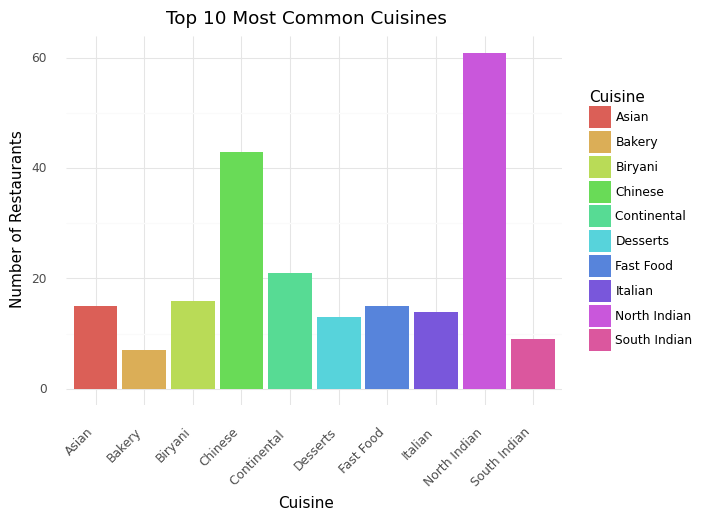 Top 10 Most Common Cuisines
60
40
20
0
Number of Restaurants
Asian
Bakery
Biryani
Chinese
Continental
Desserts
Fast Food
Italian
North Indian
South Indian
Cuisine
Cuisine
Asian
Bakery
Biryani
Chinese
Continental
Desserts
Fast Food
Italian
North Indian
South Indian